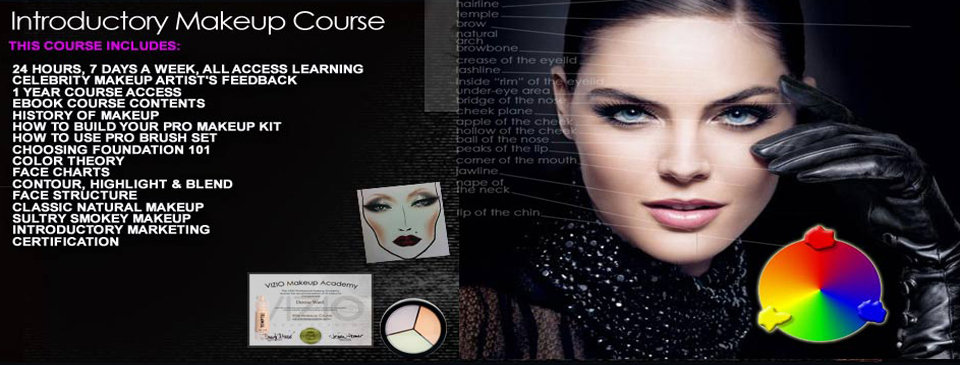 Introductory Makeup Course
THIS COURSE INCLUDES:
24 HOURS, 7 DAYS A WEEK, ALL ACCESS LEARNING
CELEBRITY MAKEUP ARTIST'S FEEDBACK
1 YEAR COURSE ACCESS
EBOOK COURSE CONTENTS
HISTORY OF MAKEUP
HOW TO BUILD YOUR PRO MAKEUP KIT
HOW TO USE PRO BRUSH SET
CHOOSING FOUNDATION 101
COLOR THEORY
FACE CHARTS
CONTOUR, HIGHLIGHT & BLEND
FACE STRUCTURE
CLASSIC NATURAL MAKEUP
SULTRY SMOKEY MAKEUP
INTRODUCTORY MARKETING
CERTIFICATION
VIZIO Makeup Academy
VIZIO
hairline
temple
brow
natural
arch
browbone
crease of the eyelid
lashline
inside "rim" of the eyelid
under-eye area
bridge of the nose
cheek plane
apple of the cheek
hollow of the cheek
ball of the nose
peaks of the lip
corner of the mouth
jawline
nape of
the neck
tip of the chin